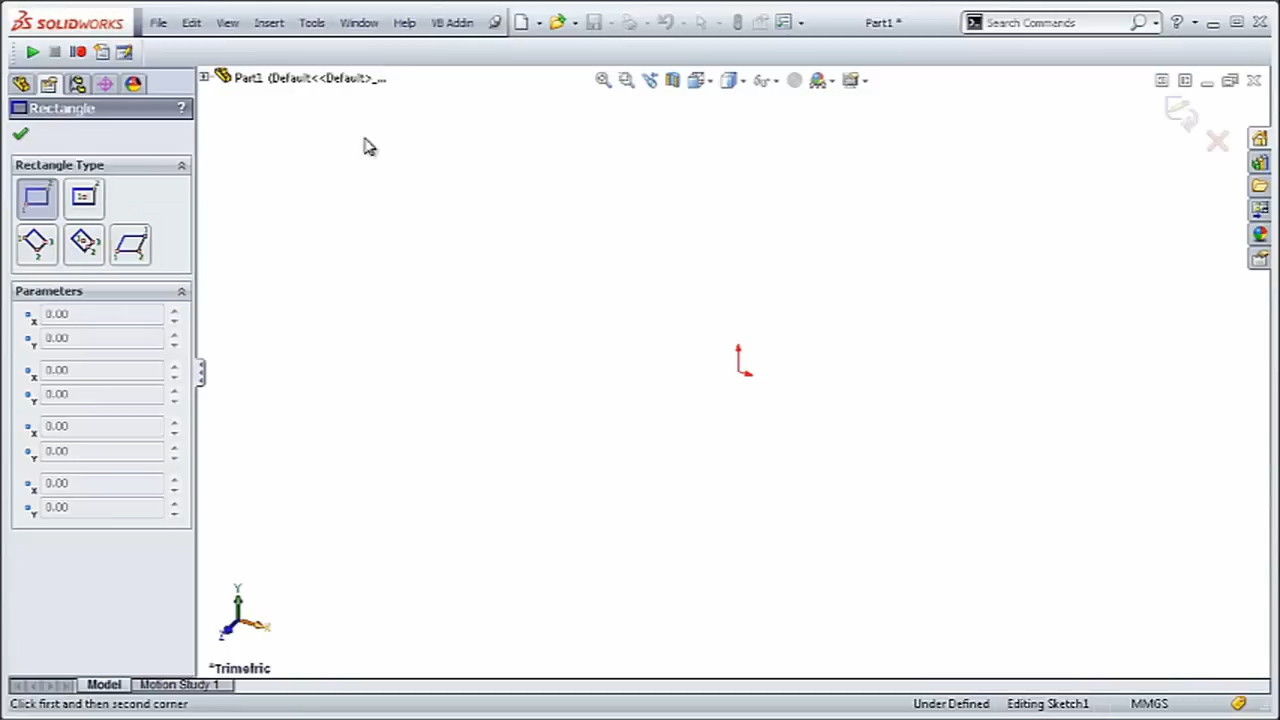 SOLIDWORKS File Edit View Insert Tools Window Help VB Addin Part1 * Search Commands ?
Part1 (Default<<Default>_...
Rectangle ?
Rectangle Type
Parameters
X 0.00
Y 0.00
X 0.00
Y 0.00
X 0.00
Y 0.00
X 0.00
Y 0.00
Y
X
Z
*Trimetric
Model Motion Study 1
Click first and then second corner Under Defined Editing Sketch1 MMGS